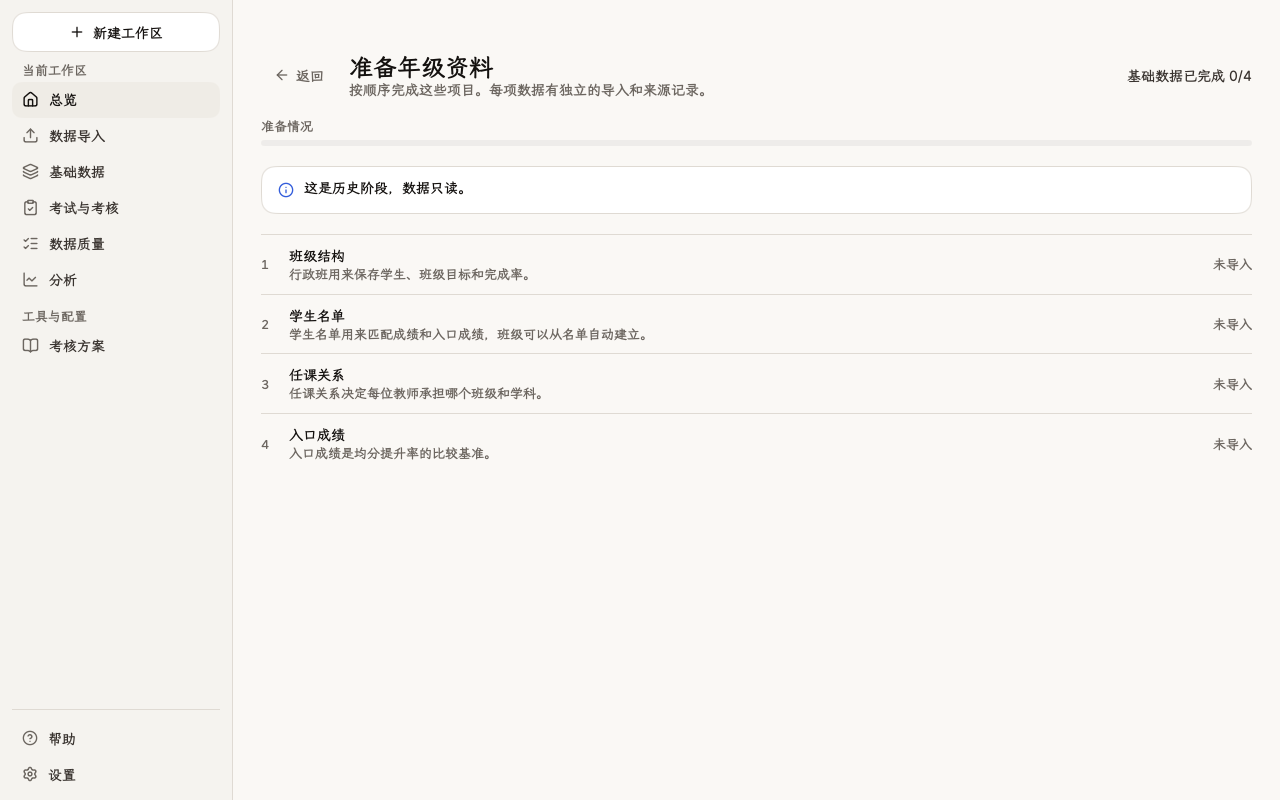 新建工作区
当前工作区
总览
数据导入
基础数据
考试与考核
数据质量
分析
工具与配置
考核方案
帮助
设置
返回
准备年级资料
按顺序完成这些项目。每项数据有独立的导入和来源记录。
基础数据已完成 0/4
准备情况
这是历史阶段，数据只读。
1
班级结构
行政班用来保存学生、班级目标和完成率。
未导入
2
学生名单
学生名单用来匹配成绩和入口成绩，班级可以从名单自动建立。
未导入
3
任课关系
任课关系决定每位教师承担哪个班级和学科。
未导入
4
入口成绩
入口成绩是均分提升率的比较基准。
未导入